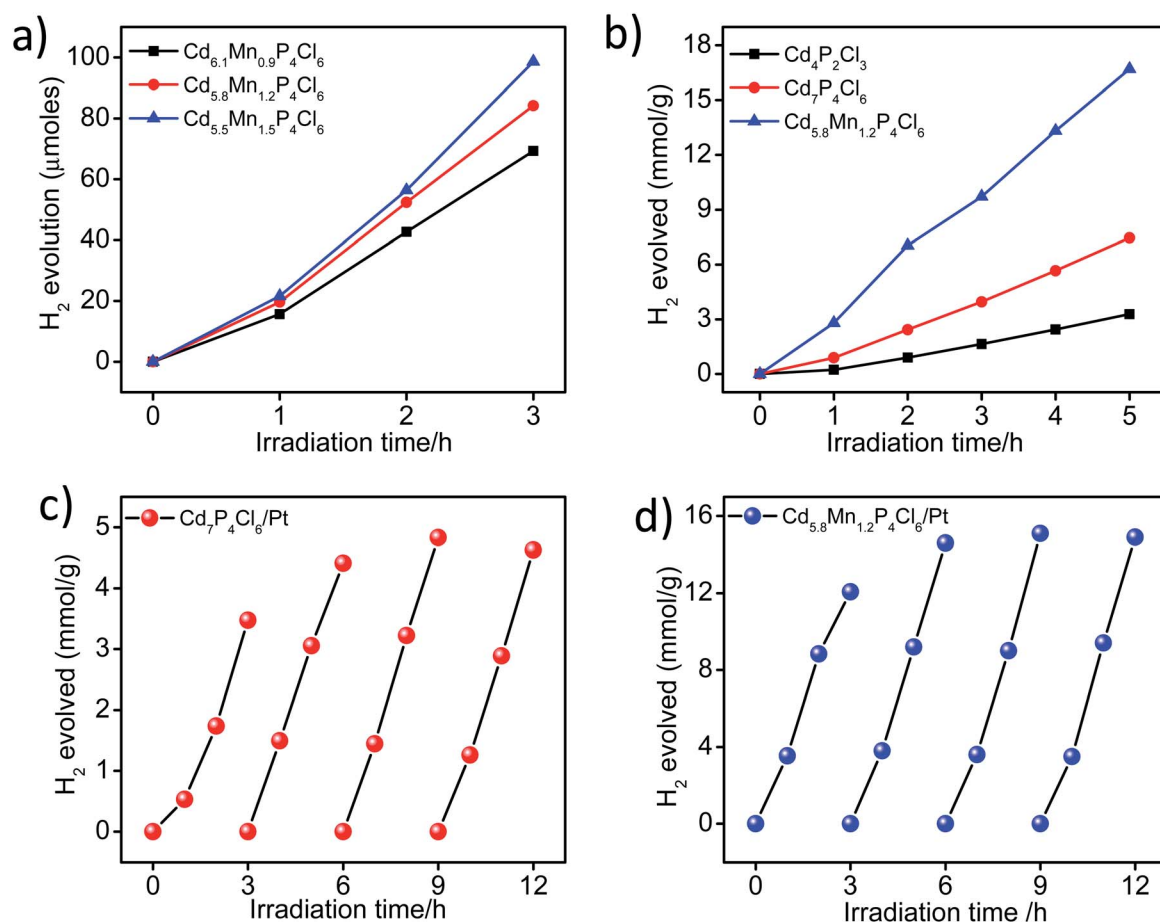 a)
H₂ evolution (μmoles)
100
80
60
40
20
0
Cd₆.₁Mn₀.₉P₄Cl₆
Cd₅.₈Mn₁.₂P₄Cl₆
Cd₅.₅Mn₁.₅P₄Cl₆
0 1 2 3
Irradiation time/h
b)
H₂ evolved (mmol/g)
18
15
12
9
6
3
0
Cd₄P₂Cl₃
Cd₇P₄Cl₆
Cd₅.₈Mn₁.₂P₄Cl₆
0 1 2 3 4 5
Irradiation time/h
c)
H₂ evolved (mmol/g)
5
4
3
2
1
0
Cd₇P₄Cl₆/Pt
0 3 6 9 12
Irradiation time/h
d)
H₂ evolved (mmol/g)
16
12
8
4
0
Cd₅.₈Mn₁.₂P₄Cl₆/Pt
0 3 6 9 12
Irradiation time /h